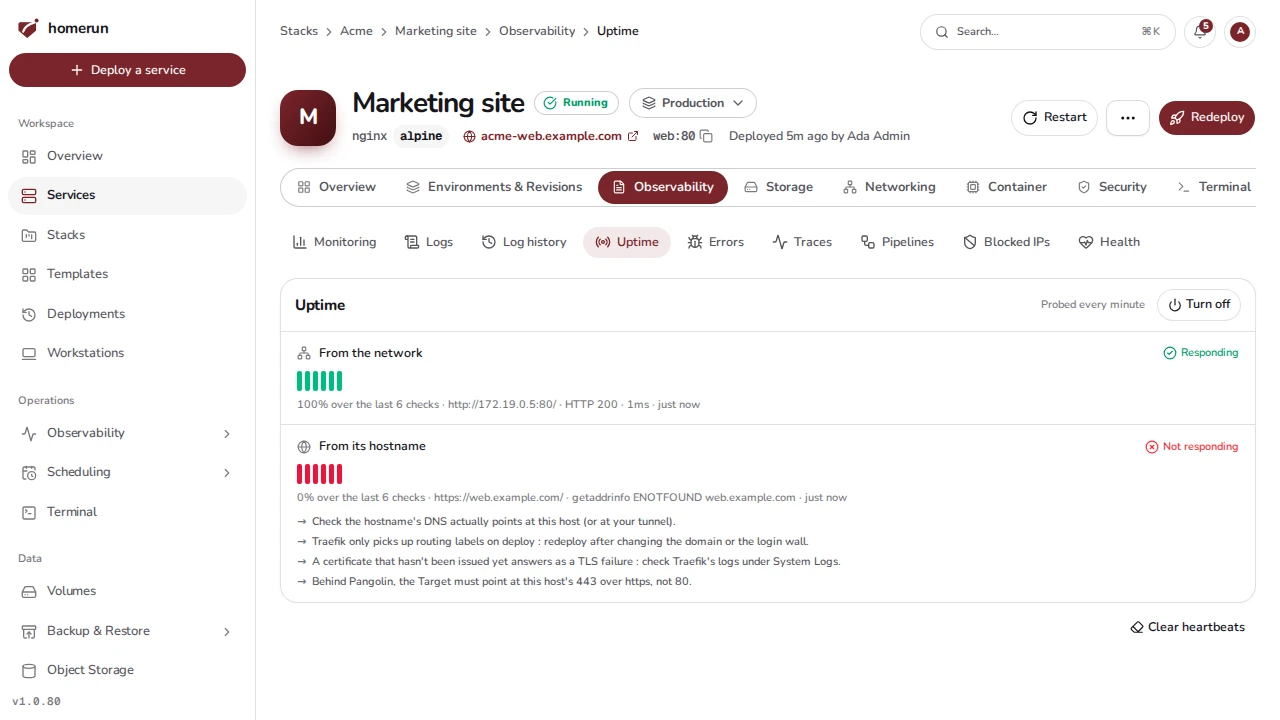 homerun
Stacks > Acme > Marketing site > Observability > Uptime
Search...
⌘K
5
A
+ Deploy a service
Workspace
Overview
Services
Stacks
Templates
Deployments
Workstations
Operations
Observability
Scheduling
Terminal
Data
Volumes
Backup & Restore
Object Storage
v1.0.80
M
Marketing site
Running
Production
nginx alpine acme-web.example.com web:80 Deployed 5m ago by Ada Admin
Restart
...
Redeploy
Overview Environments & Revisions Observability Storage Networking Container Security Terminal
Monitoring Logs Log history Uptime Errors Traces Pipelines Blocked IPs Health
Uptime
Probed every minute
Turn off
From the network
Responding
100% over the last 6 checks · http://172.19.0.5:80/ · HTTP 200 · 1ms · just now
From its hostname
Not responding
0% over the last 6 checks · https://web.example.com/ · getaddrinfo ENOTFOUND web.example.com · just now
→ Check the hostname's DNS actually points at this host (or at your tunnel).
→ Traefik only picks up routing labels on deploy : redeploy after changing the domain or the login wall.
→ A certificate that hasn't been issued yet answers as a TLS failure : check Traefik's logs under System Logs.
→ Behind Pangolin, the Target must point at this host's 443 over https, not 80.
Clear heartbeats